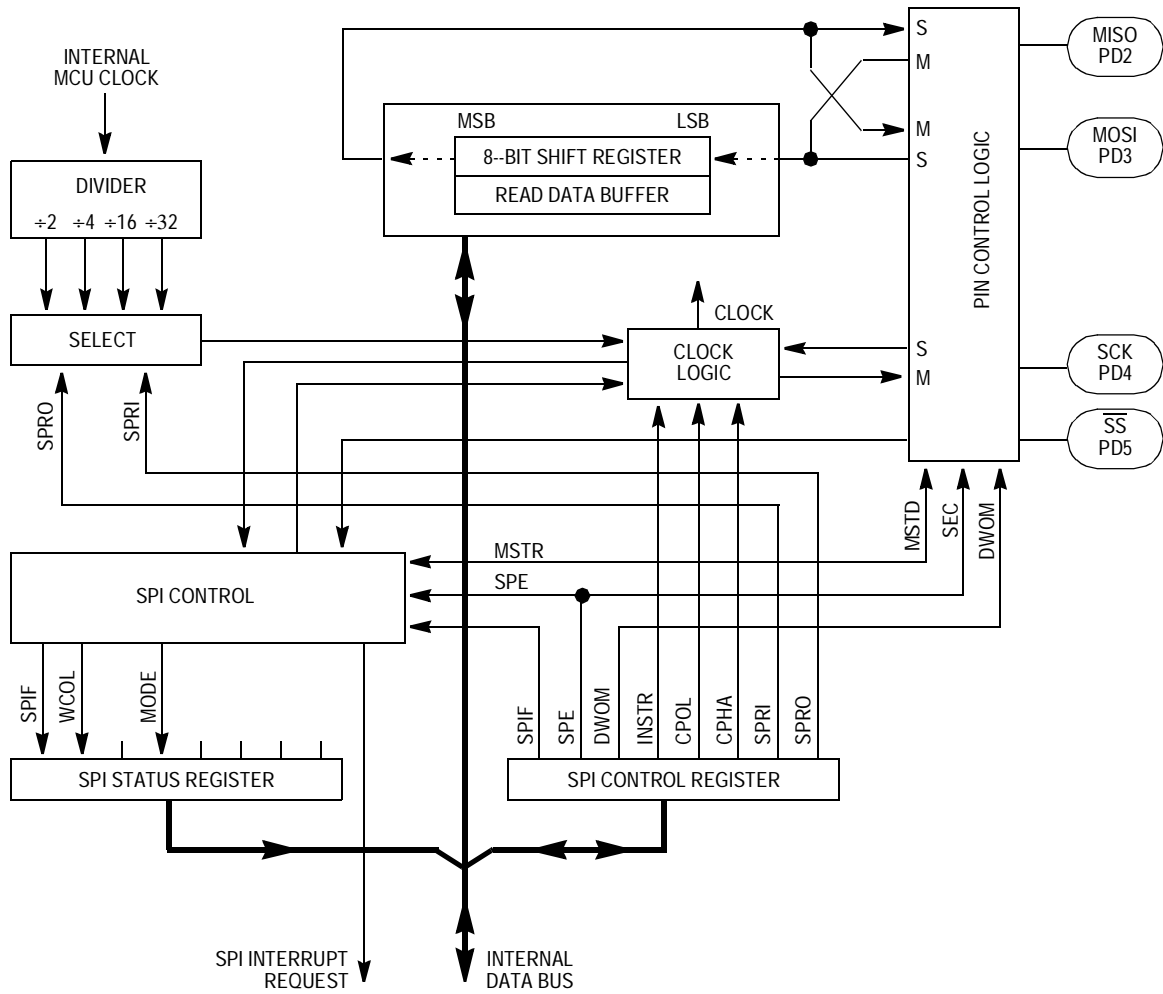 INTERNAL
MCU CLOCK
DIVIDER
÷2 ÷4 ÷16 ÷32
SELECT
SPRO
SPRI
MSB LSB
8--BIT SHIFT REGISTER
READ DATA BUFFER
S
M
M
S
S
M
PIN CONTROL LOGIC
MISO
PD2
MOSI
PD3
SCK
PD4
SS
PD5
CLOCK
CLOCK
LOGIC
MSTD
SEC
DWOM
MSTR
SPE
SPI CONTROL
SPIF
WCOL
MODE
SPI STATUS REGISTER
SPIF
SPE
DWOM
INSTR
CPOL
CPHA
SPRI
SPRO
SPI CONTROL REGISTER
SPI INTERRUPT
REQUEST
INTERNAL
DATA BUS